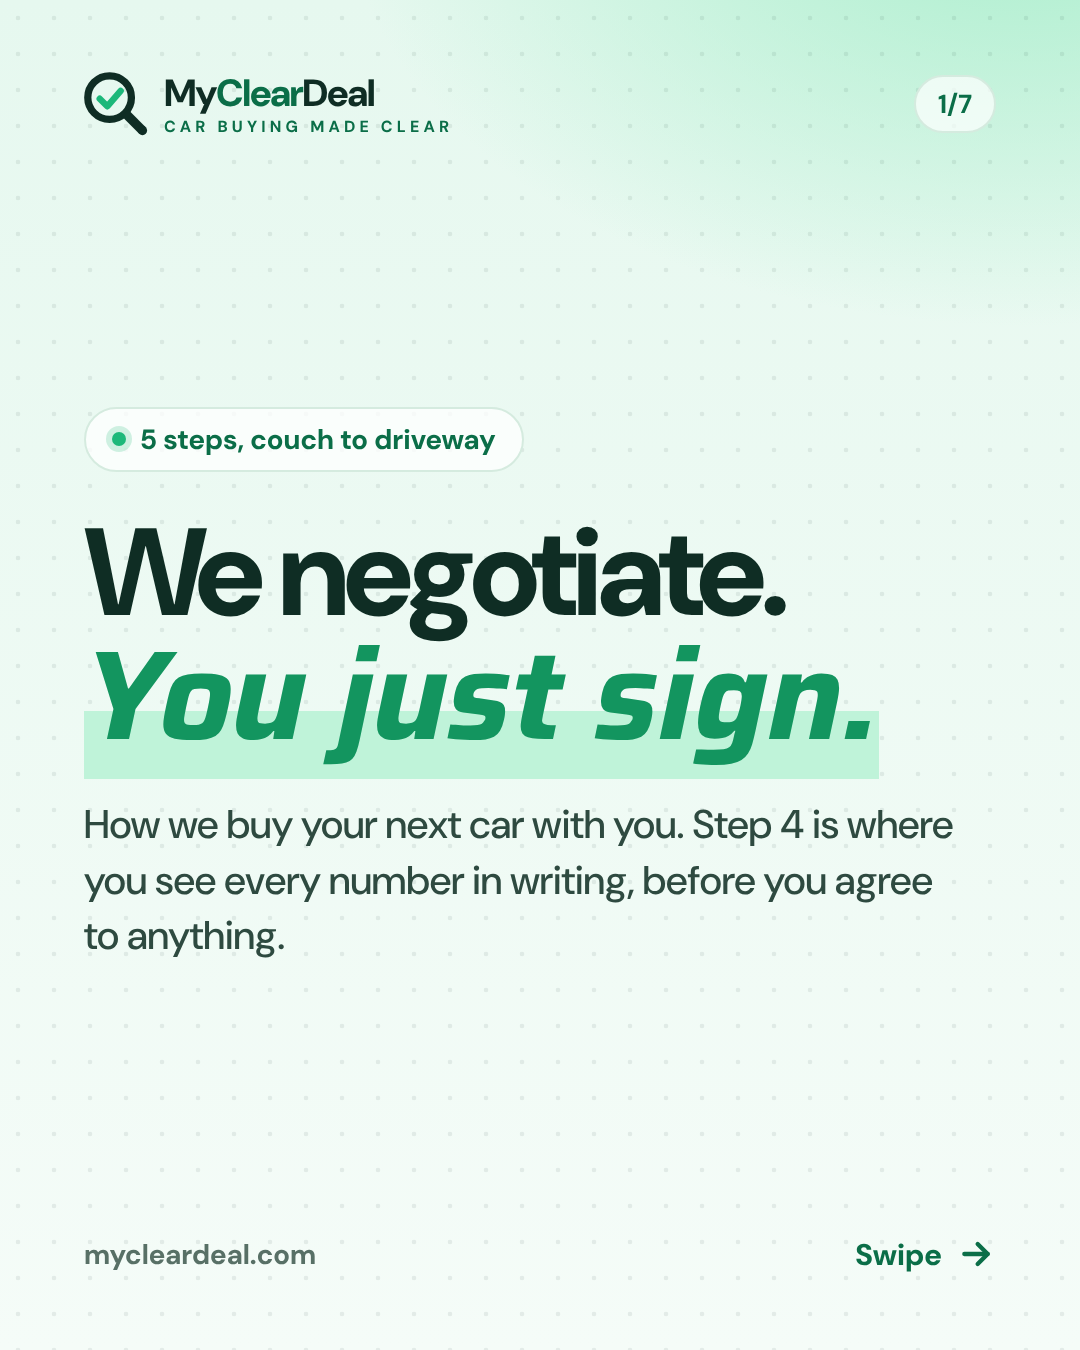 MyClearDeal
CAR BUYING MADE CLEAR
1/7
5 steps, couch to driveway
We negotiate.
You just sign.
How we buy your next car with you. Step 4 is where
you see every number in writing, before you agree
to anything.
mycleardeal.com
Swipe →